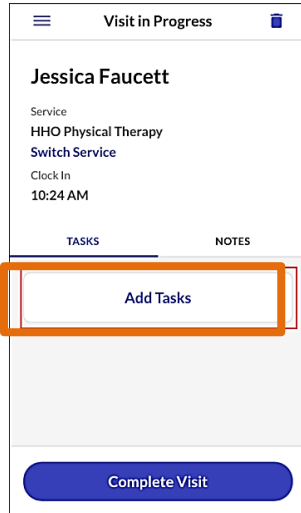 Visit in Progress
Jessica Faucett
Service
HHO Physical Therapy
Switch Service
Clock In
10:24 AM
TASKS NOTES
Add Tasks
Complete Visit